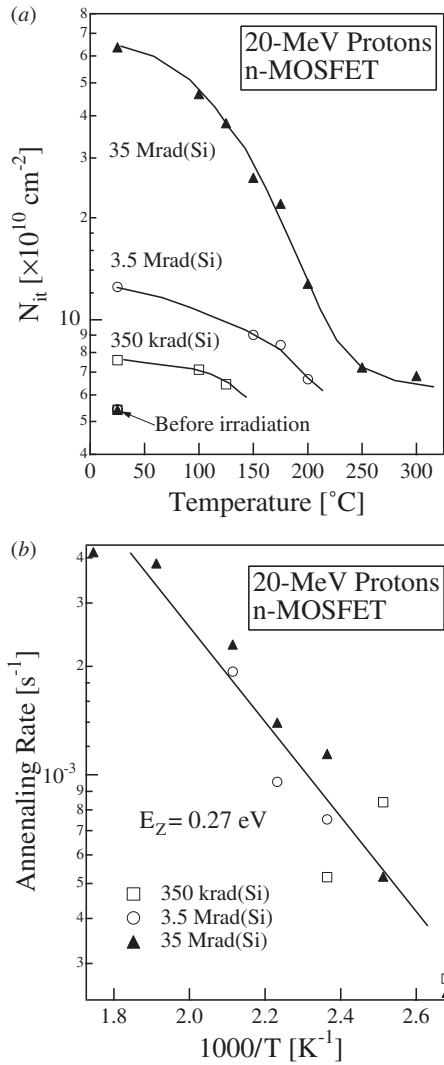 (a)
20-MeV Protons
n-MOSFET
8
7
6
5
4
3
2
10
9
8
7
6
5
4
N_it [×10^10 cm^-2]
35 Mrad(Si)
3.5 Mrad(Si)
350 krad(Si)
Before irradiation
0 50 100 150 200 250 300
Temperature [˚C]
(b)
20-MeV Protons
n-MOSFET
4
3
2
10^-3
9
8
7
6
5
4
3
Annenaling Rate [s^-1]
E_Z = 0.27 eV
350 krad(Si)
3.5 Mrad(Si)
35 Mrad(Si)
1.8 2.0 2.2 2.4 2.6
1000/T [K^-1]